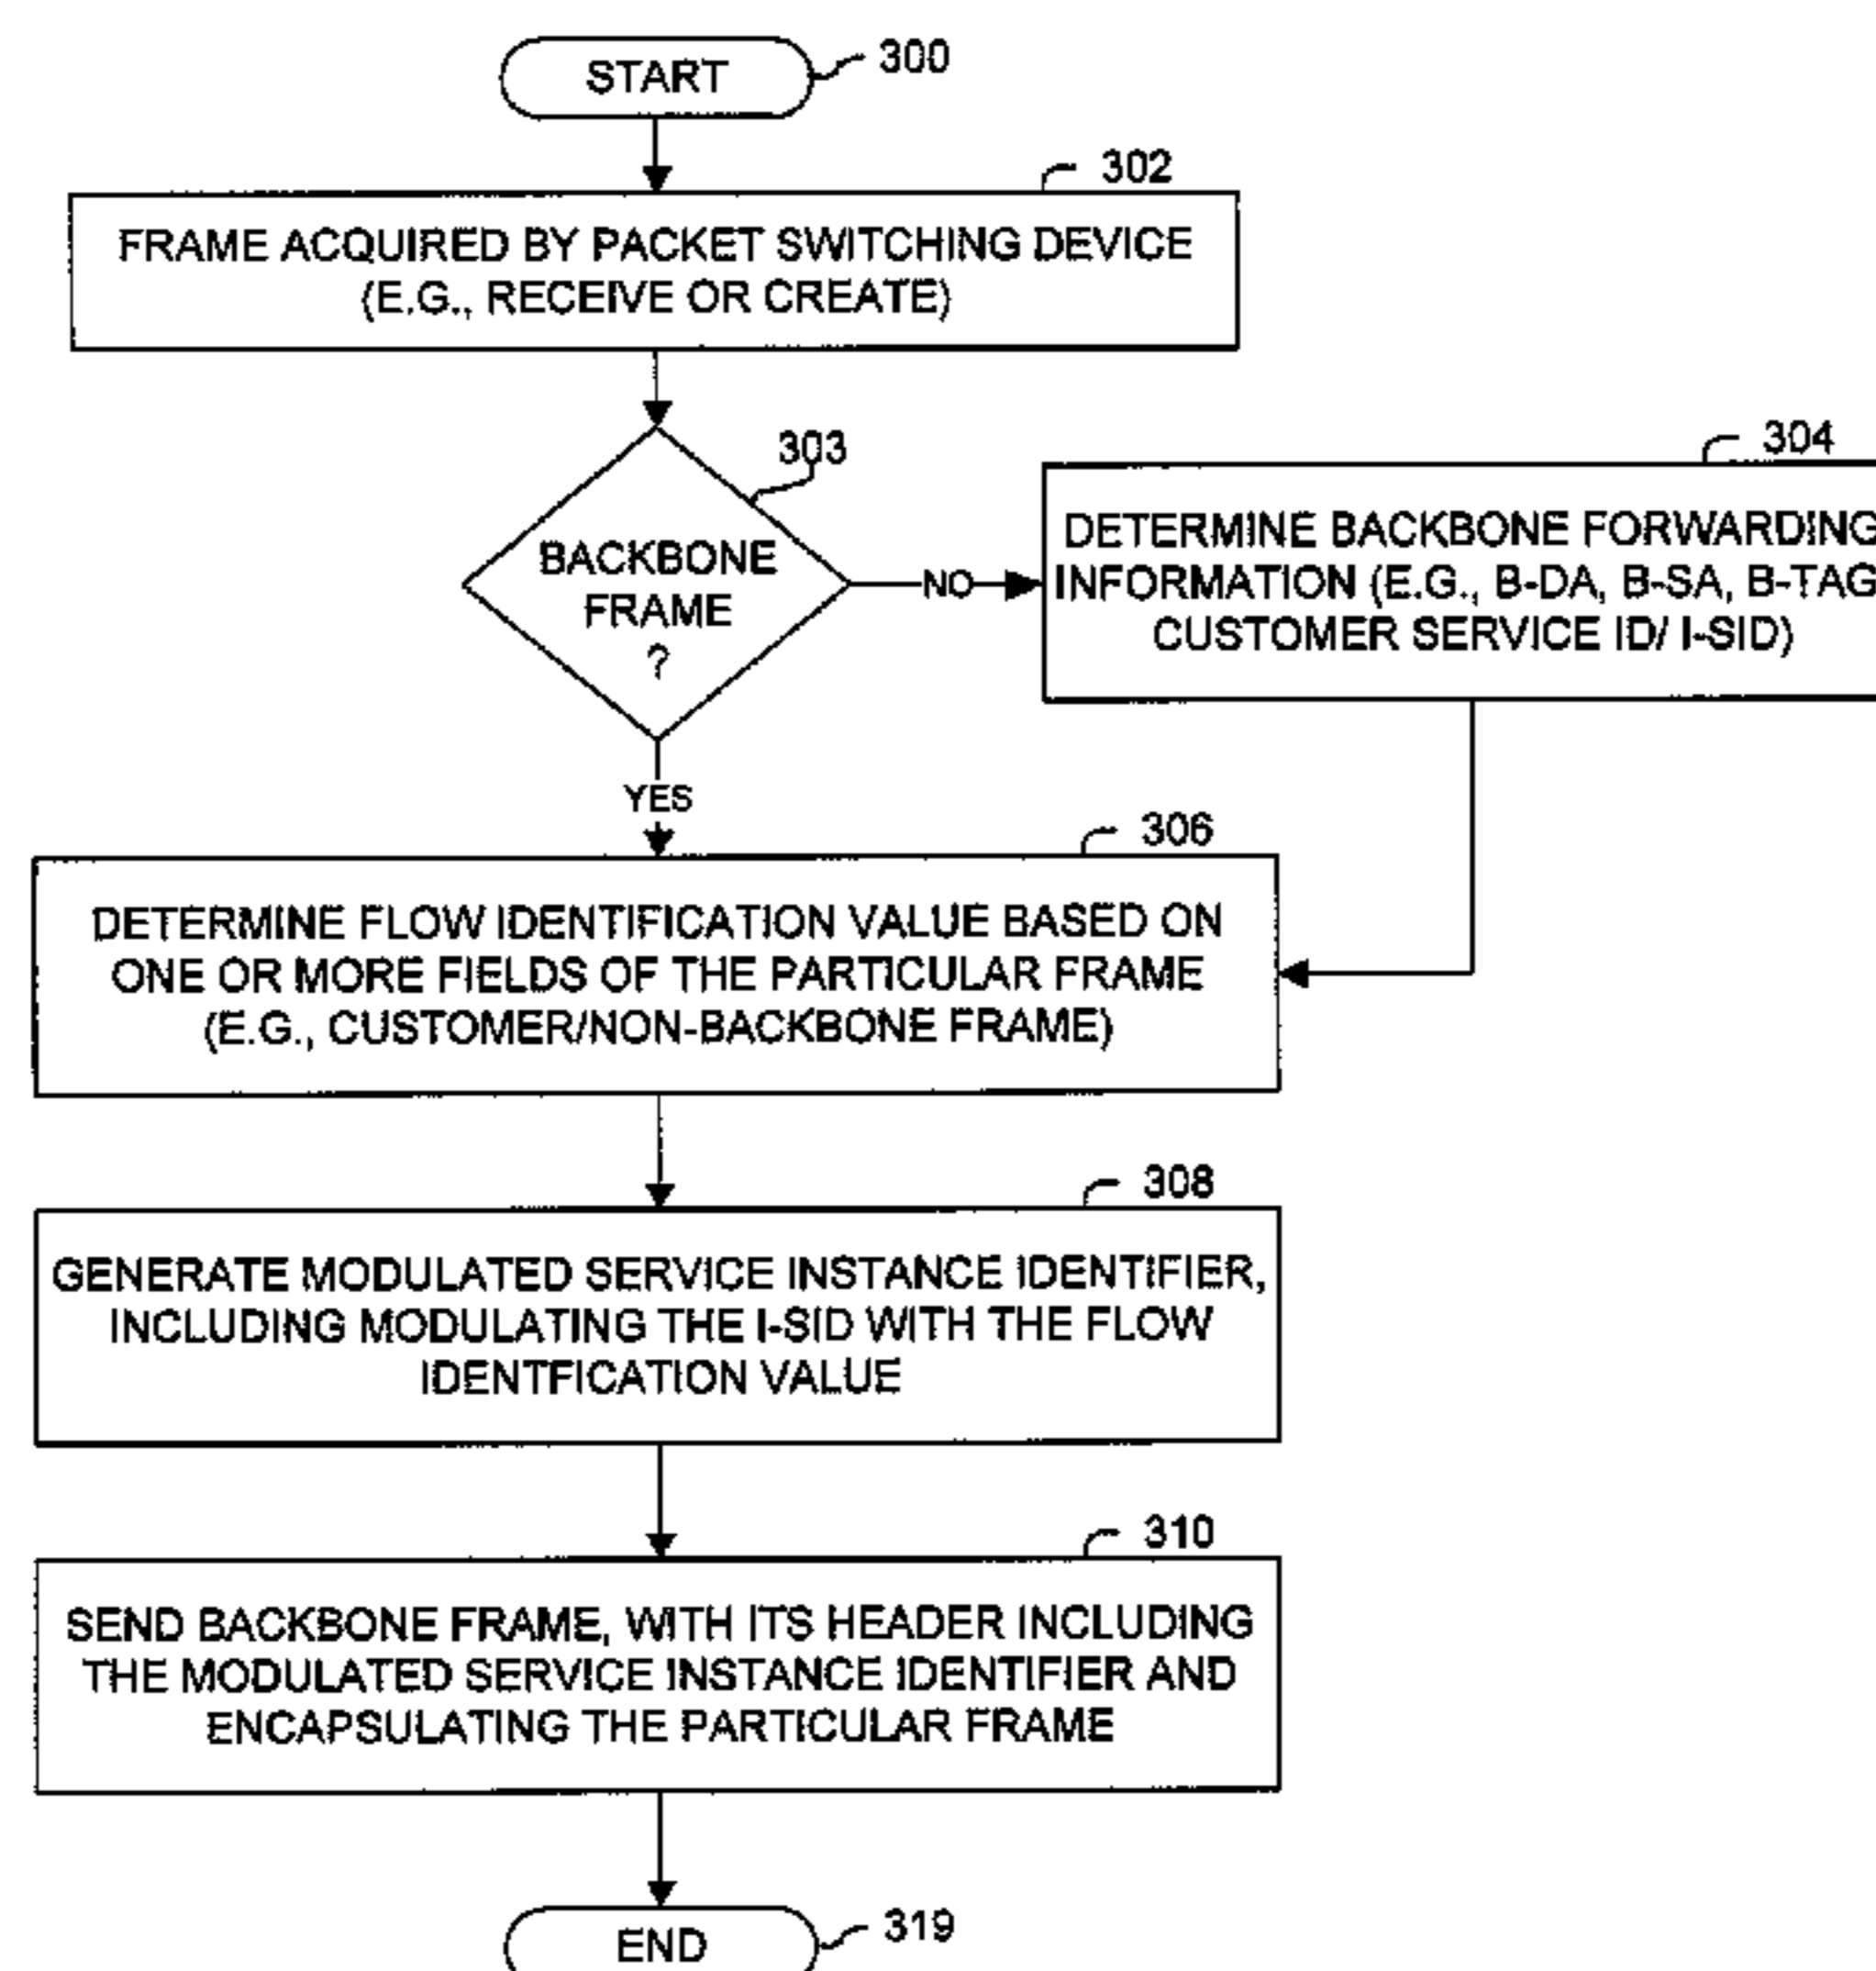 START
300
302
FRAME ACQUIRED BY PACKET SWITCHING DEVICE
(E.G., RECEIVE OR CREATE)
303
BACKBONE
FRAME
?
NO
304
DETERMINE BACKBONE FORWARDING
INFORMATION (E.G., B-DA, B-SA, B-TAG
CUSTOMER SERVICE ID/ I-SID)
YES
306
DETERMINE FLOW IDENTIFICATION VALUE BASED ON
ONE OR MORE FIELDS OF THE PARTICULAR FRAME
(E.G., CUSTOMER/NON-BACKBONE FRAME)
308
GENERATE MODULATED SERVICE INSTANCE IDENTIFIER,
INCLUDING MODULATING THE I-SID WITH THE FLOW
IDENTFICATION VALUE
310
SEND BACKBONE FRAME, WITH ITS HEADER INCLUDING
THE MODULATED SERVICE INSTANCE IDENTIFIER AND
ENCAPSULATING THE PARTICULAR FRAME
END
319